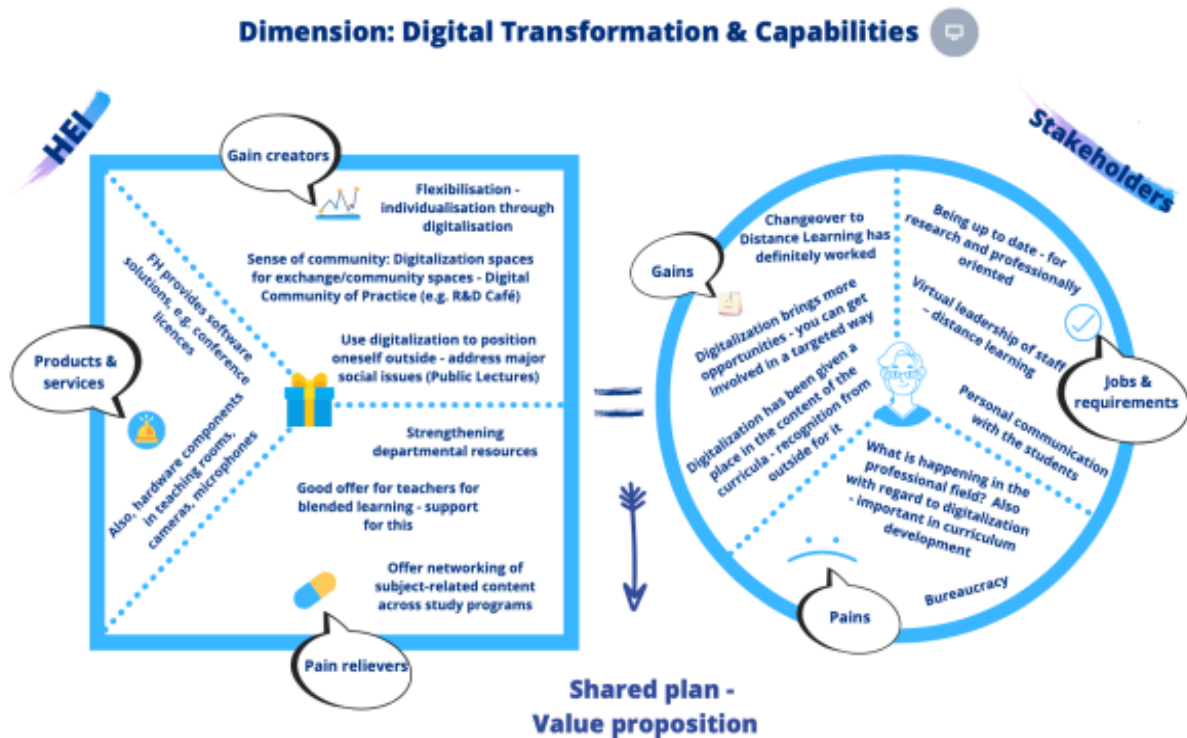 Dimension: Digital Transformation & Capabilities
HEI
Gain creators
Flexibilisation -
individualisation through
digitalisation
Sense of community: Digitalization spaces
for exchange/community spaces - Digital
Community of Practice (e.g. R&D Café)
Use digitalization to position
oneself outside - address major
social issues (Public Lectures)
Products &
services
FH provides software
solutions, e.g. conference
licences
Also, hardware components
in teaching rooms,
cameras, microphones
Strengthening
departmental resources
Good offer for teachers for
blended learning - support
for this
Offer networking of
subject-related content
across study programs
Pain relievers
=
Stakeholders
Gains
Changeover to
Distance Learning has
definitely worked
Digitalization brings more
opportunities - you can get
involved in a targeted way
Digitalization has been given a
place in the content of the
curricula - recognition from
outside for it
Being up to date - for
research and professionally
oriented
Virtual leadership of staff
– distance learning
Personal communication
with the students
Jobs &
requirements
What is happening in the
professional field? Also
with regard to digitalization
- important in curriculum
development
Bureaucracy
Pains
Shared plan -
Value proposition